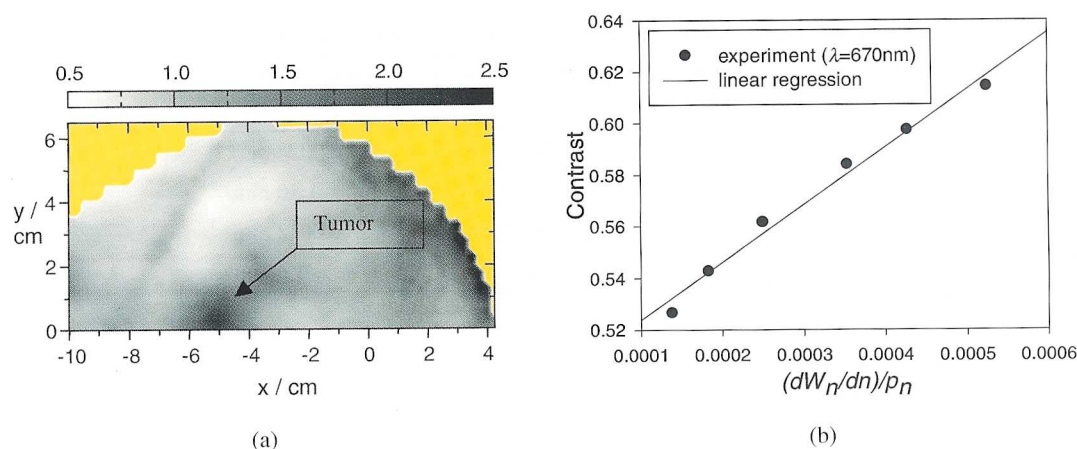 0.5 1.0 1.5 2.0 2.5
6
4
2
0
y /
cm
Tumor
-10 -8 -6 -4 -2 0 2 4
x / cm
(a)
0.64
0.62
0.60
0.58
0.56
0.54
0.52
Contrast
experiment (λ=670nm)
linear regression
0.0001 0.0002 0.0003 0.0004 0.0005 0.0006
(dWn/dn)/pn
(b)